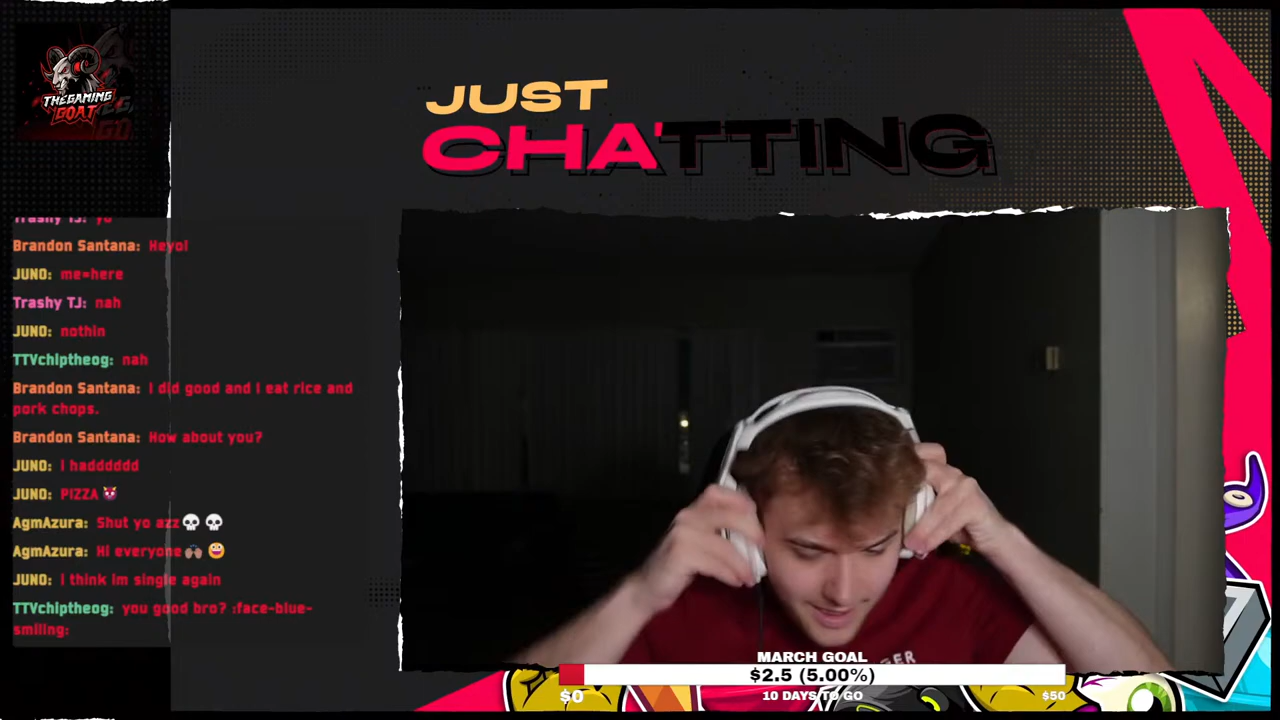 THEGAMING
GOAT
JUST
CHATTING
Trashy TJ: yo
Brandon Santana: Heyo!
JUNO: me=here
Trashy TJ: nah
JUNO: nothin
TTVchiptheog: nah
Brandon Santana: I did good and I eat rice and
pork chops.
Brandon Santana: How about you?
JUNO: I hadddddd
JUNO: PIZZA
AgmAzura: Shut yo azz
AgmAzura: Hi everyone
JUNO: i think im single again
TTVchiptheog: you good bro? :face-blue-
smiling:
MARCH GOAL
$2.5 (5.00%)
$0
10 DAYS TO GO
$50